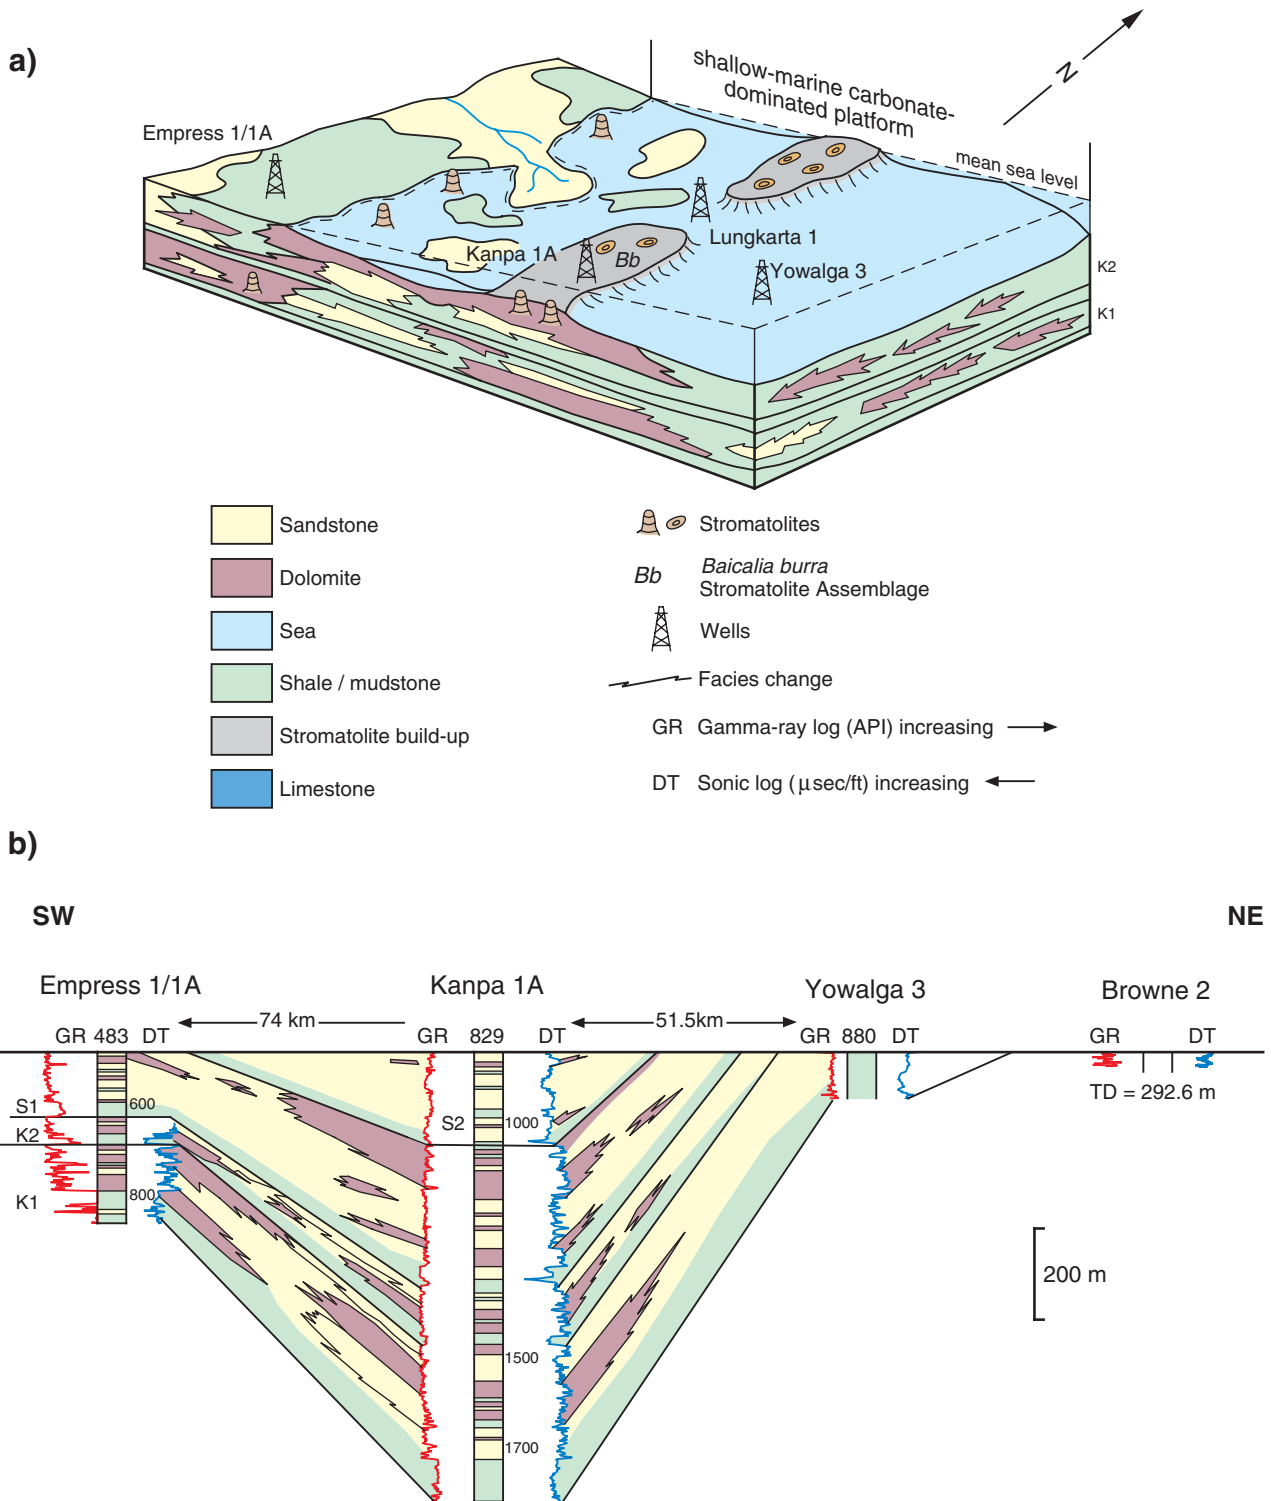 a)
shallow-marine carbonate-
dominated platform
N
Empress 1/1A
mean sea level
Lungkarta 1
Kanpa 1A
Bb
Yowalga 3
K2
K1
Sandstone
Dolomite
Sea
Shale / mudstone
Stromatolite build-up
Limestone
Stromatolites
Bb Baicalia burra
Stromatolite Assemblage
Wells
Facies change
GR Gamma-ray log (API) increasing
DT Sonic log (μsec/ft) increasing
b)
SW
NE
Empress 1/1A
Kanpa 1A
Yowalga 3
Browne 2
74 km
51.5km
GR 483 DT
GR 829 DT
GR 880 DT
GR DT
TD = 292.6 m
S1
600
K2
800
K1
S2
1000
1500
1700
200 m